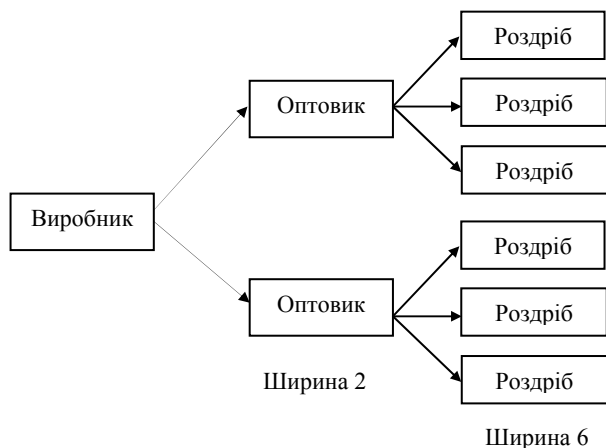 Роздріб
Оптовик
Роздріб
Роздріб
Виробник
Роздріб
Оптовик
Роздріб
Роздріб
Ширина 2
Ширина 6